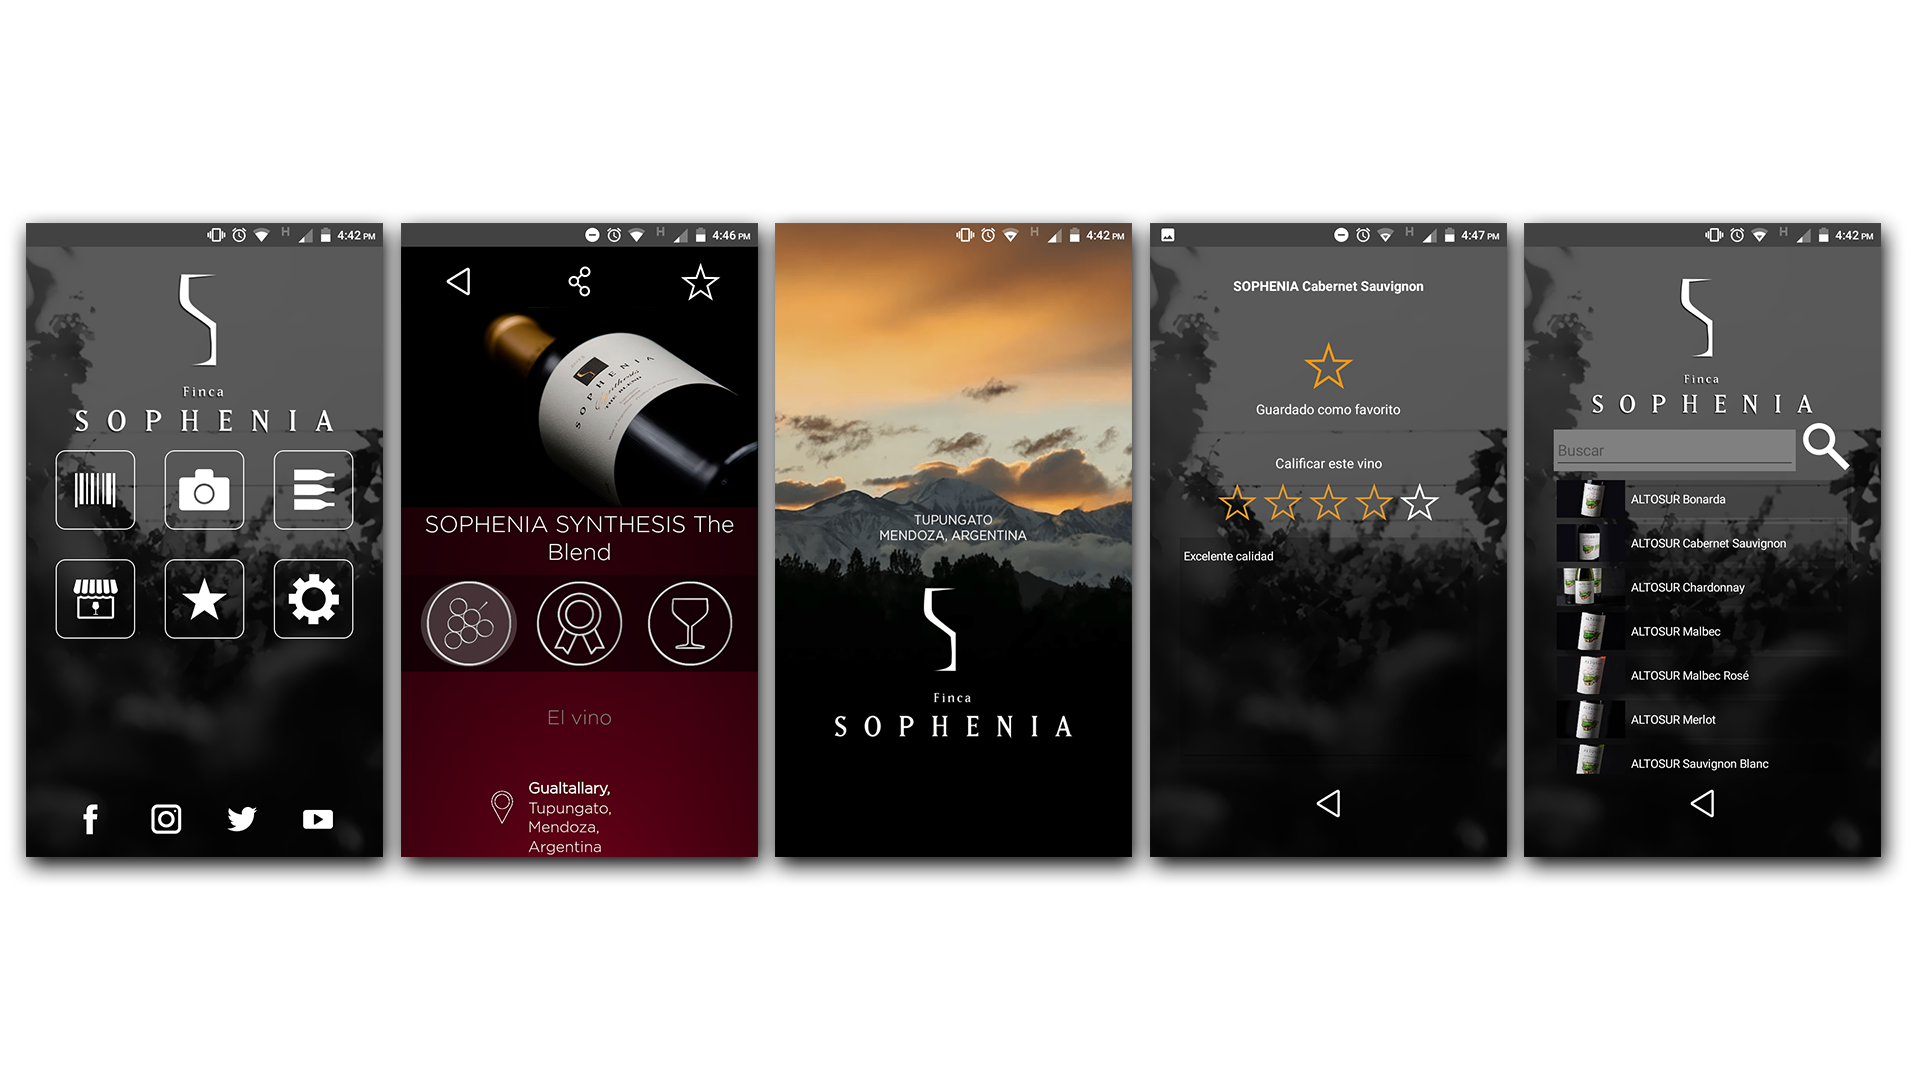 H 4:42 PM
Finca
SOPHENIA
H 4:46 PM
SOPHENIA
THE BLEND
SOPHENIA SYNTHESIS The
Blend
El vino
Gualtallary,
Tupungato,
Mendoza,
Argentina
H 4:42 PM
TUPUNGATO
MENDOZA, ARGENTINA
Finca
SOPHENIA
H 4:47 PM
SOPHENIA Cabernet Sauvignon
Guardado como favorito
Calificar este vino
Excelente calidad
H 4:42 PM
Finca
SOPHENIA
Buscar
ALTOSUR Bonarda
ALTOSUR Cabernet Sauvignon
ALTOSUR Chardonnay
ALTOSUR Malbec
ALTOSUR Malbec Rosé
ALTOSUR Merlot
ALTOSUR Sauvignon Blanc